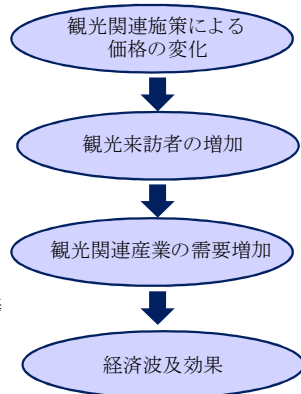 観光関連施策による
価格の変化
観光来訪者の増加
観光関連産業の需要増加
経済波及効果